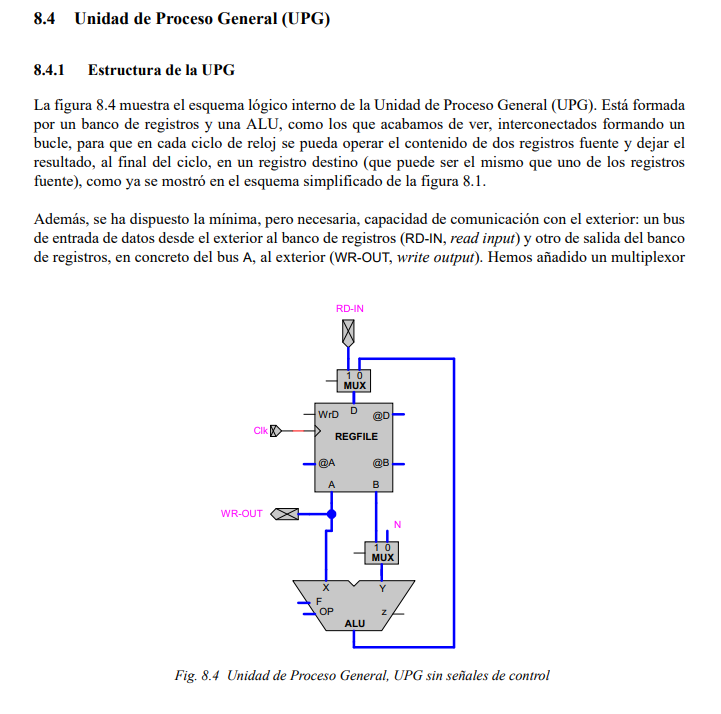 8.4 Unidad de Proceso General (UPG)
8.4.1 Estructura de la UPG
La figura 8.4 muestra el esquema lógico interno de la Unidad de Proceso General (UPG). Está formada
por un banco de registros y una ALU, como los que acabamos de ver, interconectados formando un
bucle, para que en cada ciclo de reloj se pueda operar el contenido de dos registros fuente y dejar el
resultado, al final del ciclo, en un registro destino (que puede ser el mismo que uno de los registros
fuente), como ya se mostró en el esquema simplificado de la figura 8.1.
Además, se ha dispuesto la mínima, pero necesaria, capacidad de comunicación con el exterior: un bus
de entrada de datos desde el exterior al banco de registros (RD-IN, read input) y otro de salida del banco
de registros, en concreto del bus A, al exterior (WR-OUT, write output). Hemos añadido un multiplexor
RD-IN
1 0
MUX
WrD D @D
Clk
REGFILE
@A @B
A B
WR-OUT
N
1 0
MUX
X Y
F
OP z
ALU
Fig. 8.4 Unidad de Proceso General, UPG sin señales de control